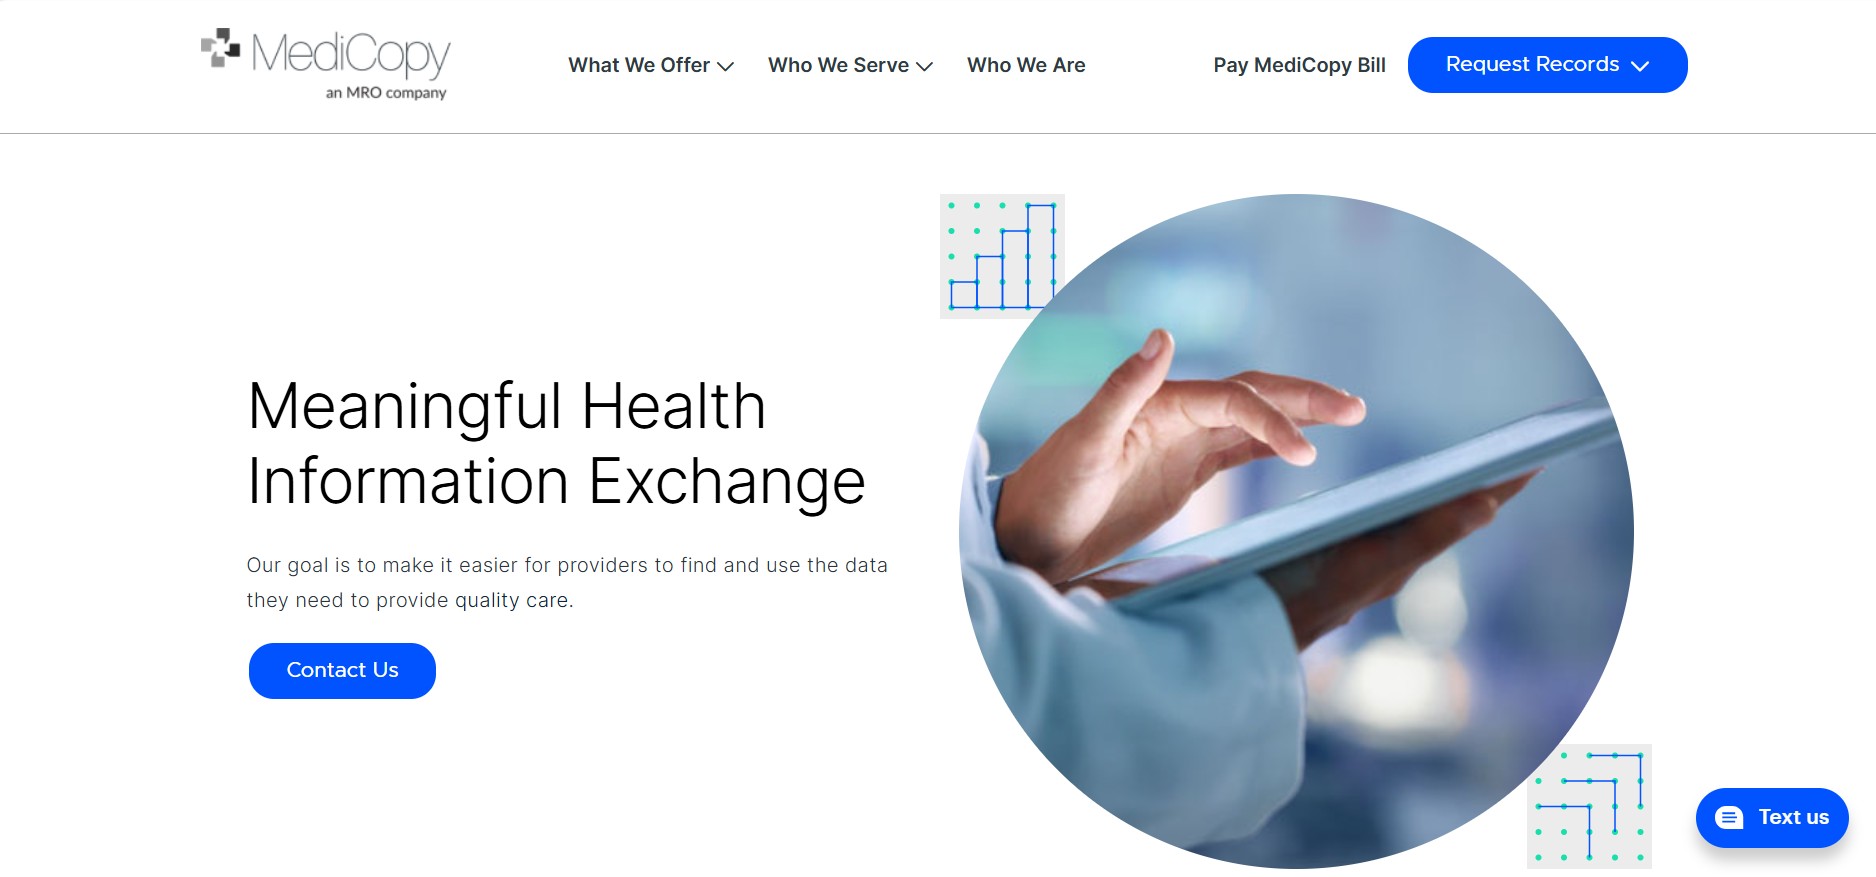 MediCopy
an MRO company
What We Offer
Who We Serve
Who We Are
Pay MediCopy Bill
Request Records
Meaningful Health
Information Exchange
Our goal is to make it easier for providers to find and use the data
they need to provide quality care.
Contact Us
Text us